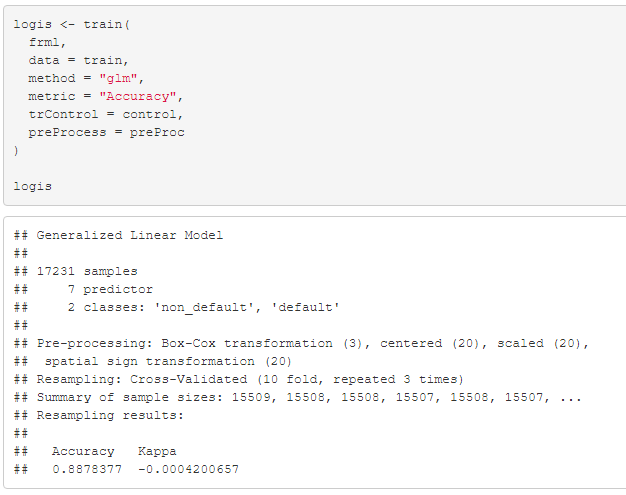 logis <- train(
  frml,
  data = train,
  method = "glm",
  metric = "Accuracy",
  trControl = control,
  preProcess = preProc
)
logis
## Generalized Linear Model
##
## 17231 samples
##     7 predictor
##     2 classes: 'non_default', 'default'
##
## Pre-processing: Box-Cox transformation (3), centered (20), scaled (20),
##  spatial sign transformation (20)
## Resampling: Cross-Validated (10 fold, repeated 3 times)
## Summary of sample sizes: 15509, 15508, 15508, 15507, 15508, 15507, ...
## Resampling results:
##
##   Accuracy   Kappa
##   0.8878377  -0.0004200657